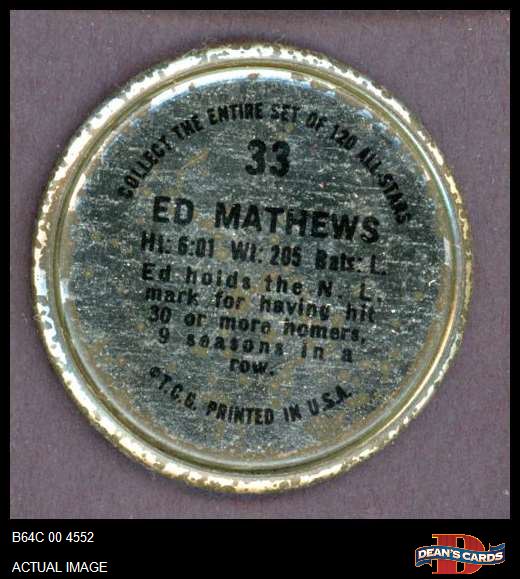 COLLECT THE ENTIRE SET OF 120 ALL-STARS
33
ED MATHEWS
Ht: 6:01 Wt: 205 Bats: L.
Ed holds the N. L.
mark for having hit
30 or more homers,
9 seasons in a
row.
©T.C.G. PRINTED IN U.S.A.
B64C 00 4552
ACTUAL IMAGE
D
DEAN'S CARDS